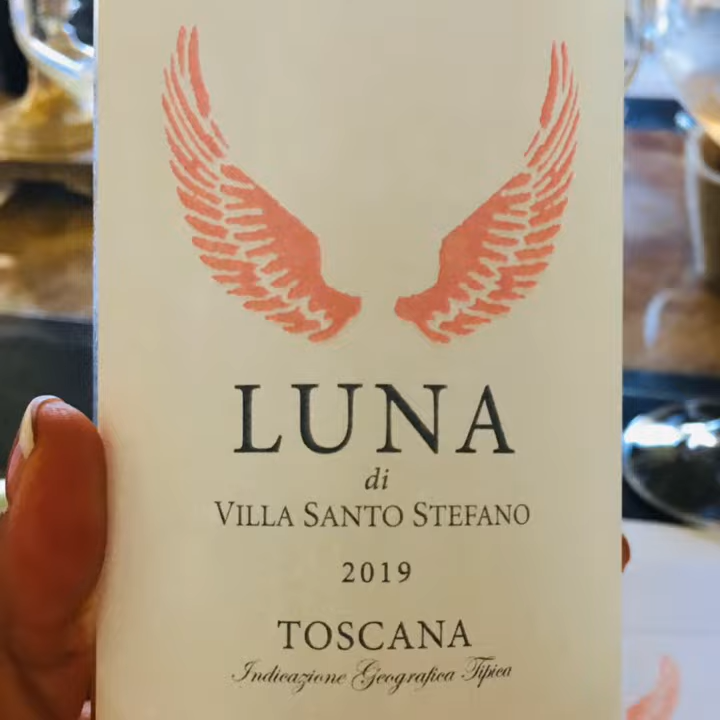 LUNA
di
VILLA SANTO STEFANO
2019
TOSCANA
Indicazione Geografica Tipica